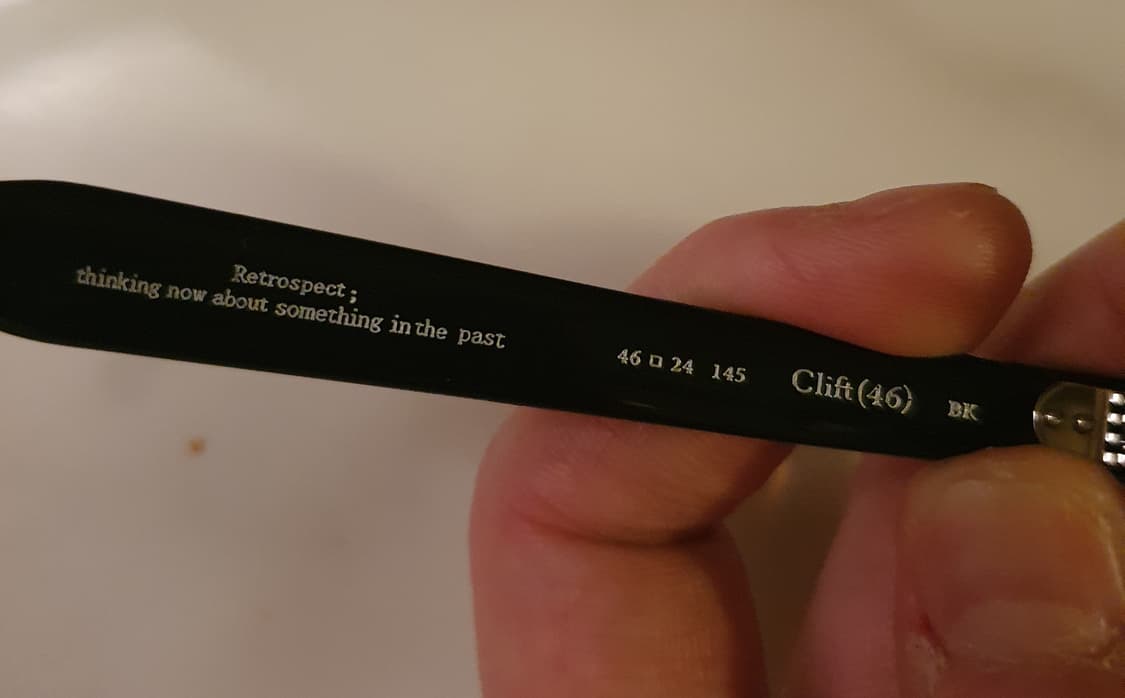 Retrospect;
thinking now about something in the past
46 □ 24 145 Clift (46) BK